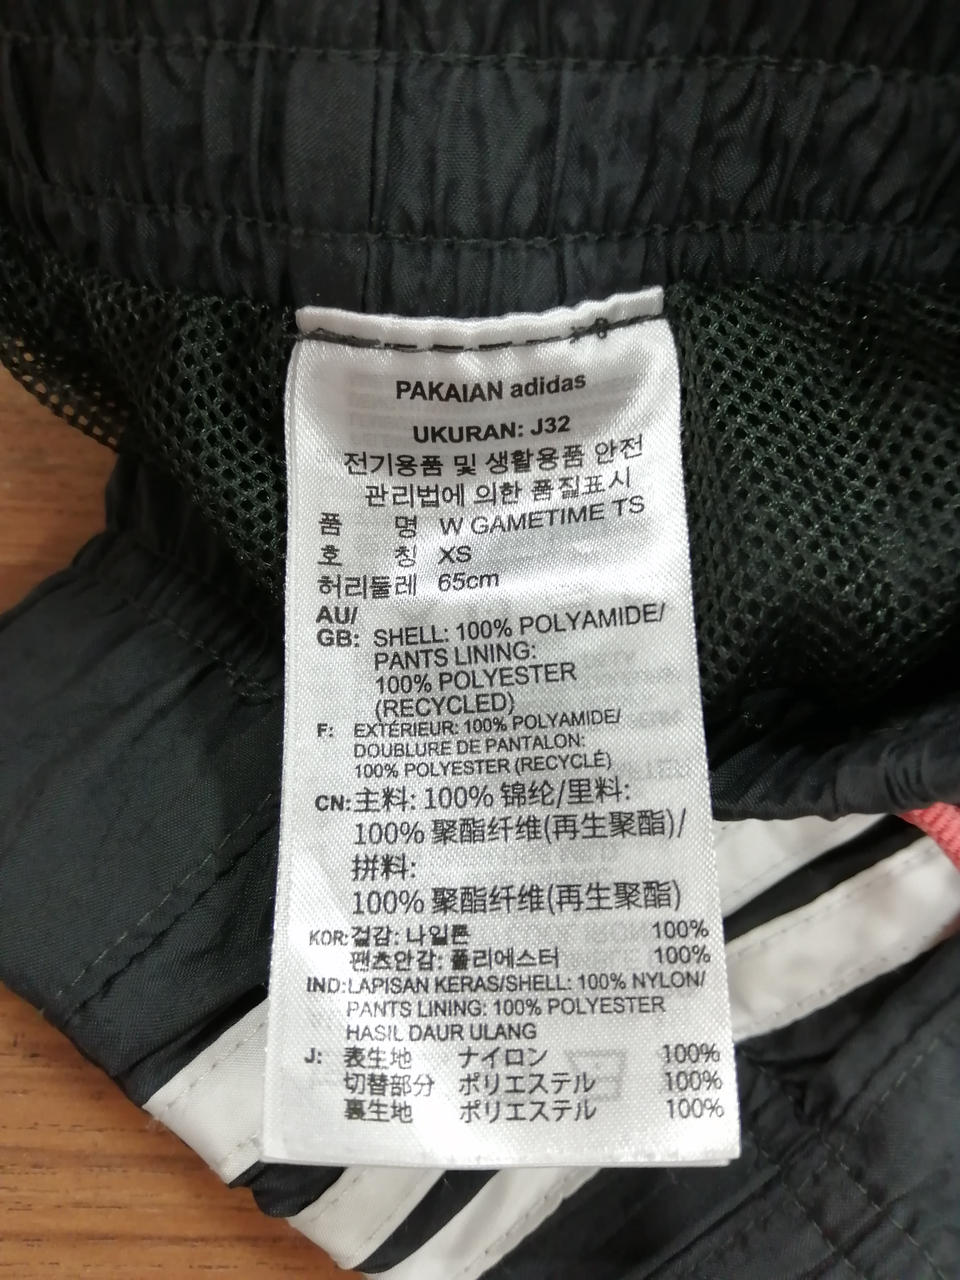 PAKAIAN adidas
UKURAN: J32
전기용품 및 생활용품 안전
관리법에 의한 품질표시
품 명 W GAMETIME TS
호 칭 XS
허리둘레 65cm
AU/
GB: SHELL: 100% POLYAMIDE/
PANTS LINING:
100% POLYESTER
(RECYCLED)
F: EXTÉRIEUR: 100% POLYAMIDE/
DOUBLURE DE PANTALON:
100% POLYESTER (RECYCLÉ)
CN: 主料: 100% 锦纶/里料:
100% 聚酯纤维(再生聚酯)/
拼料:
100% 聚酯纤维(再生聚酯)
KOR: 겉감: 나일론 100%
팬츠안감: 폴리에스터 100%
IND: LAPISAN KERAS/SHELL: 100% NYLON/
PANTS LINING: 100% POLYESTER
HASIL DAUR ULANG
J: 表生地 ナイロン 100%
切替部分 ポリエステル 100%
裏生地 ポリエステル 100%